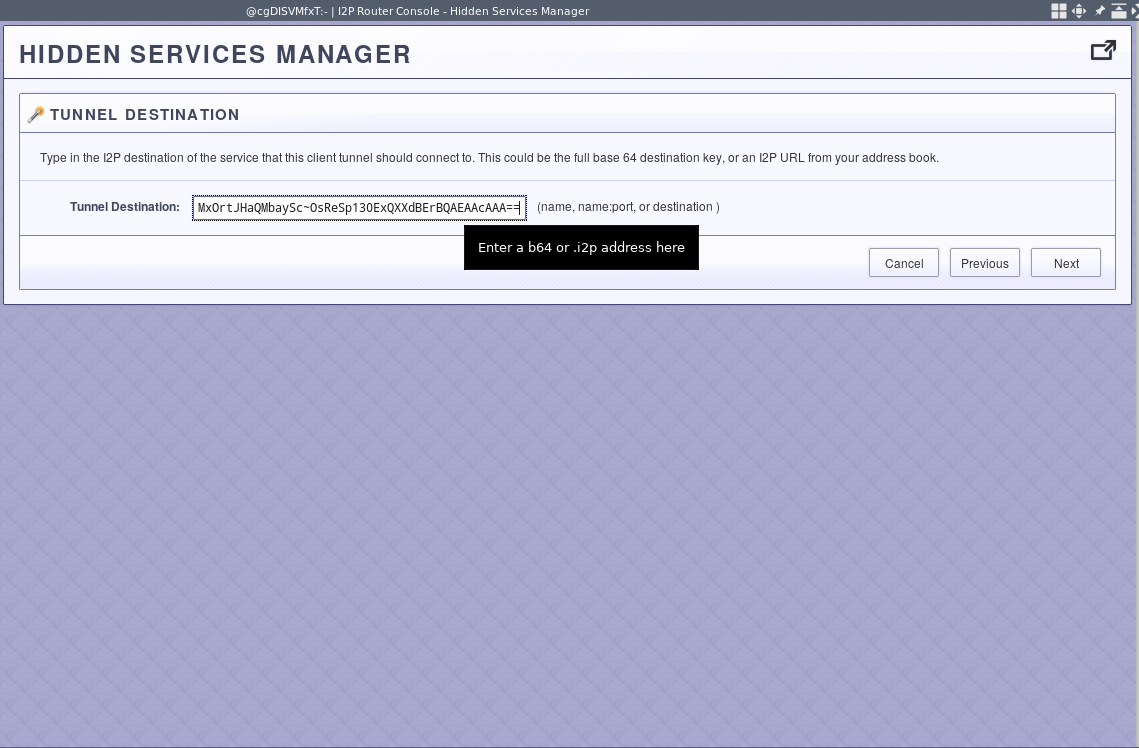 @cgDISVMfxT:- | I2P Router Console - Hidden Services Manager
HIDDEN SERVICES MANAGER
TUNNEL DESTINATION
Type in the I2P destination of the service that this client tunnel should connect to. This could be the full base 64 destination key, or an I2P URL from your address book.
Tunnel Destination: MxOrtJHaQMbaySc~OsReSp13OExQXXdBErBQAEAAcAAA== (name, name:port, or destination )
Enter a b64 or .i2p address here
Cancel Previous Next